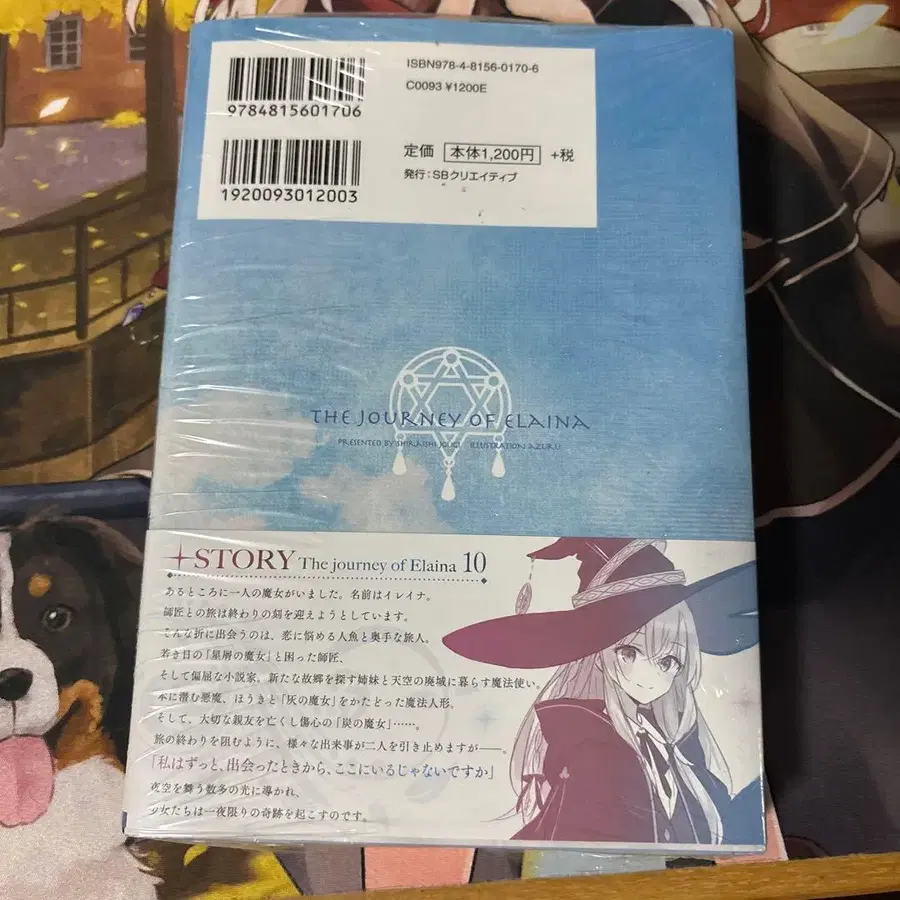 ISBN978-4-8156-0170-6
C0093 ¥1200E
9784815601706
定価 本体1,200円 +税
発行:SBクリエイティブ
1920093012003
THE JOURNEY OF ELAINA
PRESENTED BY SHIRAISHI JOUGI ILLUSTRATION AZURU
STORY The journey of Elaina 10
あるところに一人の魔女がいました。名前はイレイナ。
師匠との旅は終わりの刻を迎えようとしています。
そんな折に出会うのは、恋に悩める人魚と奥手な旅人。
若き日の「星屑の魔女」と困った師匠、
そして偏屈な小説家。新たな故郷を探す姉妹と天空の廃城に暮らす魔法使い。
本に潜む悪魔、ほうきと「灰の魔女」をかたどった魔法人形。
そして、大切な親友を亡くし傷心の「炭の魔女」……。
旅の終わりを阻むように、様々な出来事が二人を引き止めますが――。
「私はずっと、出会ったときから、ここにいるじゃないですか」
夜空を舞う数多の光に導かれ、
少女たちは一夜限りの奇跡を起こすのです。